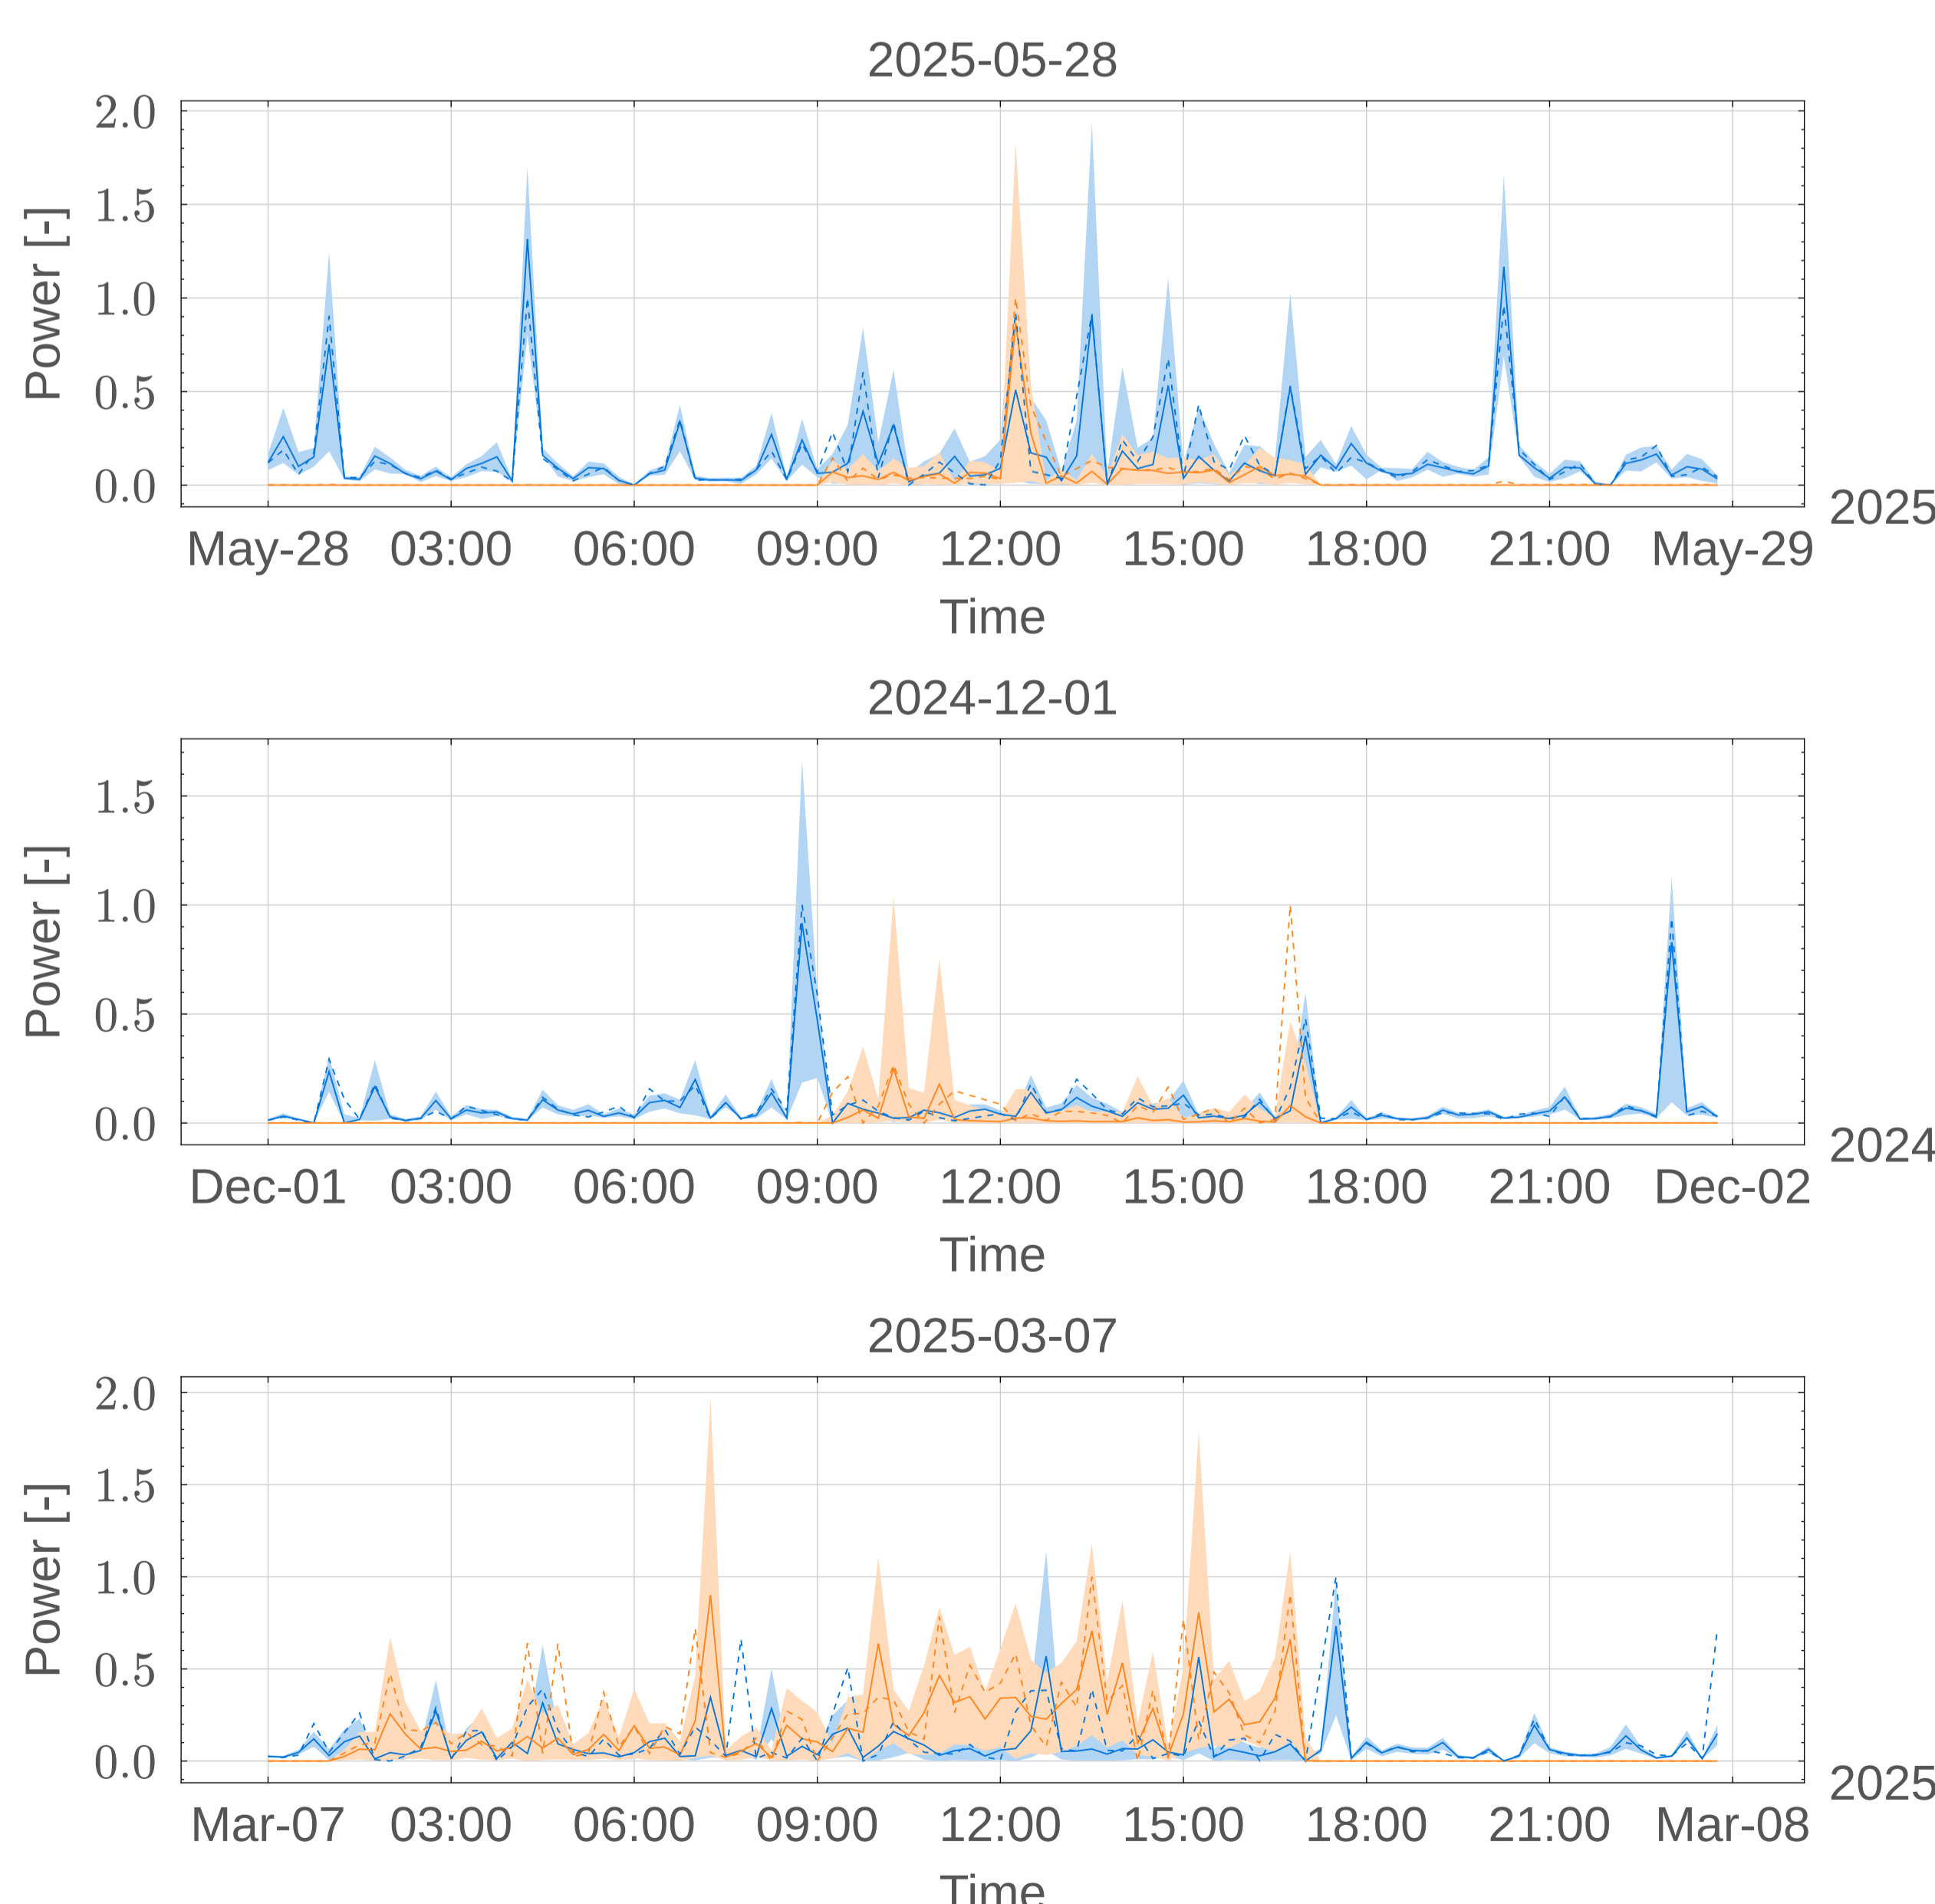 2025-05-28
2.0
1.5
1.0
0.5
0.0
Power [-]
May-28 03:00 06:00 09:00 12:00 15:00 18:00 21:00 May-29
2025
Time
2024-12-01
1.5
1.0
0.5
0.0
Power [-]
Dec-01 03:00 06:00 09:00 12:00 15:00 18:00 21:00 Dec-02
2024
Time
2025-03-07
2.0
1.5
1.0
0.5
0.0
Power [-]
Mar-07 03:00 06:00 09:00 12:00 15:00 18:00 21:00 Mar-08
2025
Time